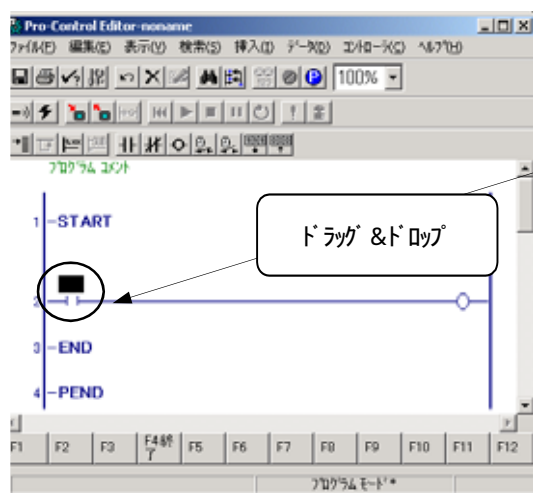 Pro-Control Editor-noname
ファイル(F) 編集(E) 表示(V) 検索(S) 挿入(I) データ(D) コントローラ(C) ヘルプ(H)
100%
プログラム コメント
1 START
ドラッグ&ドロップ
2
3 END
4 PEND
F1 F2 F3 F4終了 F5 F6 F7 F8 F9 F10 F11 F12
プログラム モード*